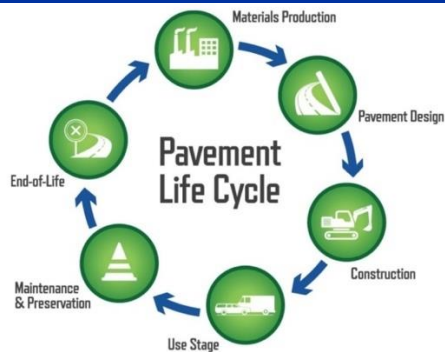 Materials Production
Pavement Design
Construction
Use Stage
Maintenance
& Preservation
End-of-Life
Pavement
Life Cycle